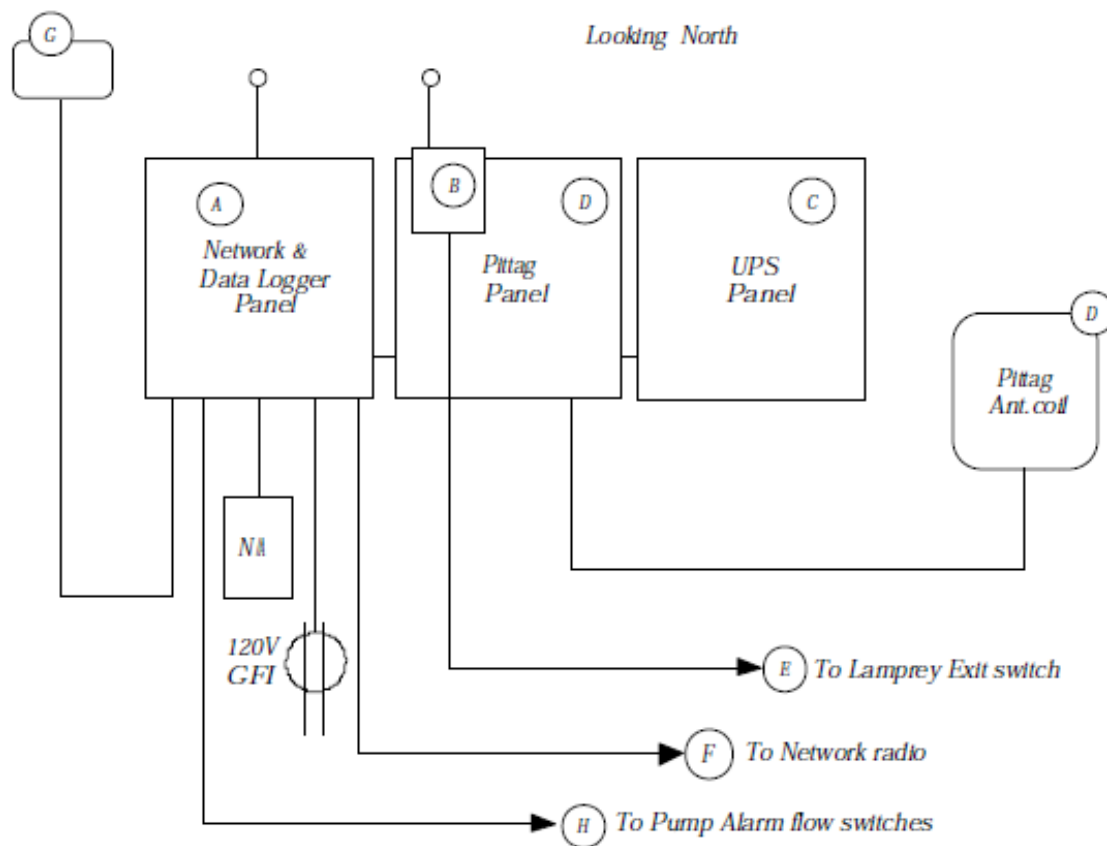 G
Looking North
A
B
D
C
Network &
Data Logger
Panel
Pittag
Panel
UPS
Panel
D
Pittag
Ant. coil
120V
GFI
E To Lamprey Exit switch
F To Network radio
H To Pump Alarm flow switches